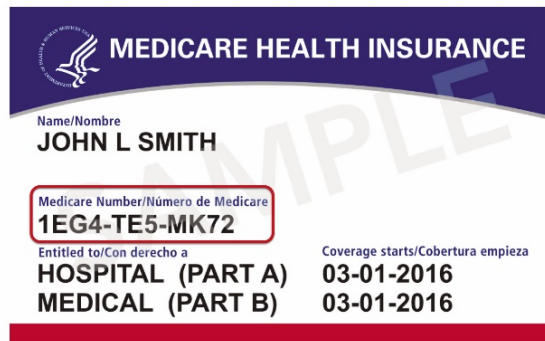 MEDICARE HEALTH INSURANCE
Name/Nombre
JOHN L SMITH
Medicare Number/Número de Medicare
1EG4-TE5-MK72
Entitled to/Con derecho a
HOSPITAL (PART A)
MEDICAL (PART B)
Coverage starts/Cobertura empieza
03-01-2016
03-01-2016
SAMPLE